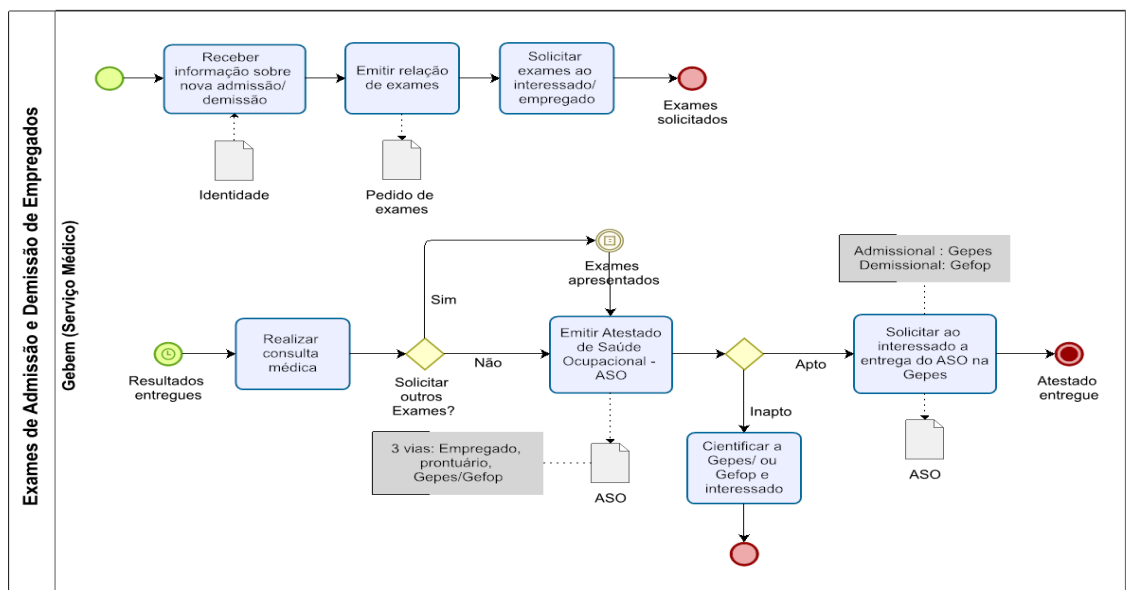 Exames de Admissão e Demissão de Empregados
Gebem (Serviço Médico)
Receber
informação sobre
nova admissão/
demissão
Emitir relação
de exames
Solicitar
exames ao
interessado/
empregado
Exames
solicitados
Identidade
Pedido de
exames
Admissional : Gepes
Demissional: Gefop
Exames
apresentados
Sim
Realizar
consulta
médica
Resultados
entregues
Solicitar
outros
Exames?
Não
Emitir Atestado
de Saúde
Ocupacional -
ASO
Apto
Inapto
Solicitar ao
interessado a
entrega do ASO na
Gepes
Atestado
entregue
3 vias: Empregado,
prontuário,
Gepes/Gefop
ASO
Cientificar a
Gepes/ ou
Gefop e
interessado
ASO